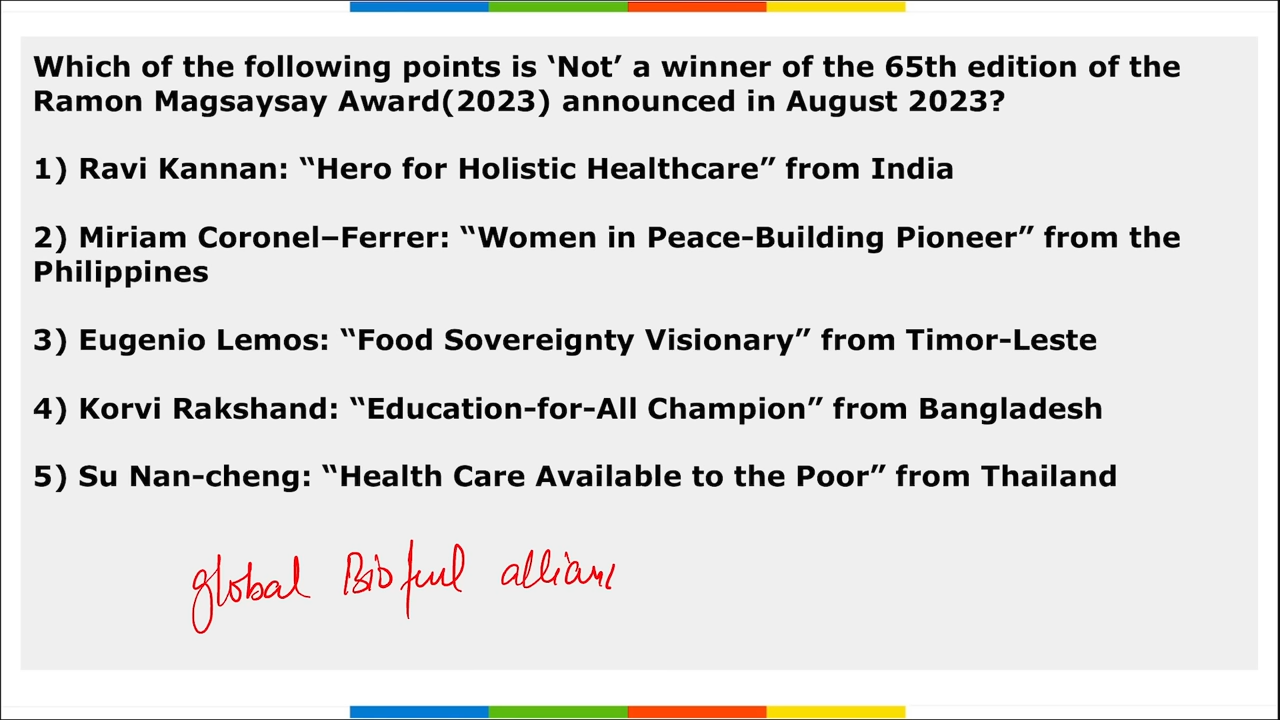 Which of the following points is ‘Not’ a winner of the 65th edition of the
Ramon Magsaysay Award(2023) announced in August 2023?
1) Ravi Kannan: “Hero for Holistic Healthcare” from India
2) Miriam Coronel–Ferrer: “Women in Peace-Building Pioneer” from the
Philippines
3) Eugenio Lemos: “Food Sovereignty Visionary” from Timor-Leste
4) Korvi Rakshand: “Education-for-All Champion” from Bangladesh
5) Su Nan-cheng: “Health Care Available to the Poor” from Thailand
global Biofuel